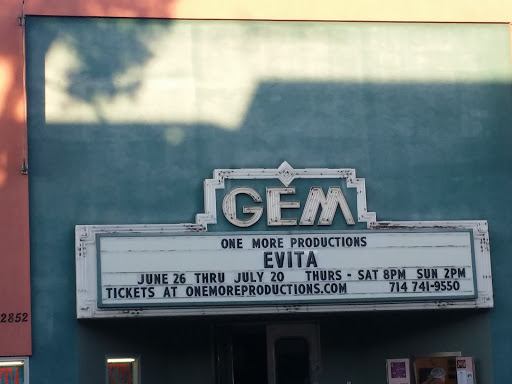 GEM
ONE MORE PRODUCTIONS
EVITA
JUNE 26 THRU JULY 20 THURS - SAT 8PM SUN 2PM
TICKETS AT ONEMOREPRODUCTIONS.COM 714 741-9550
2852